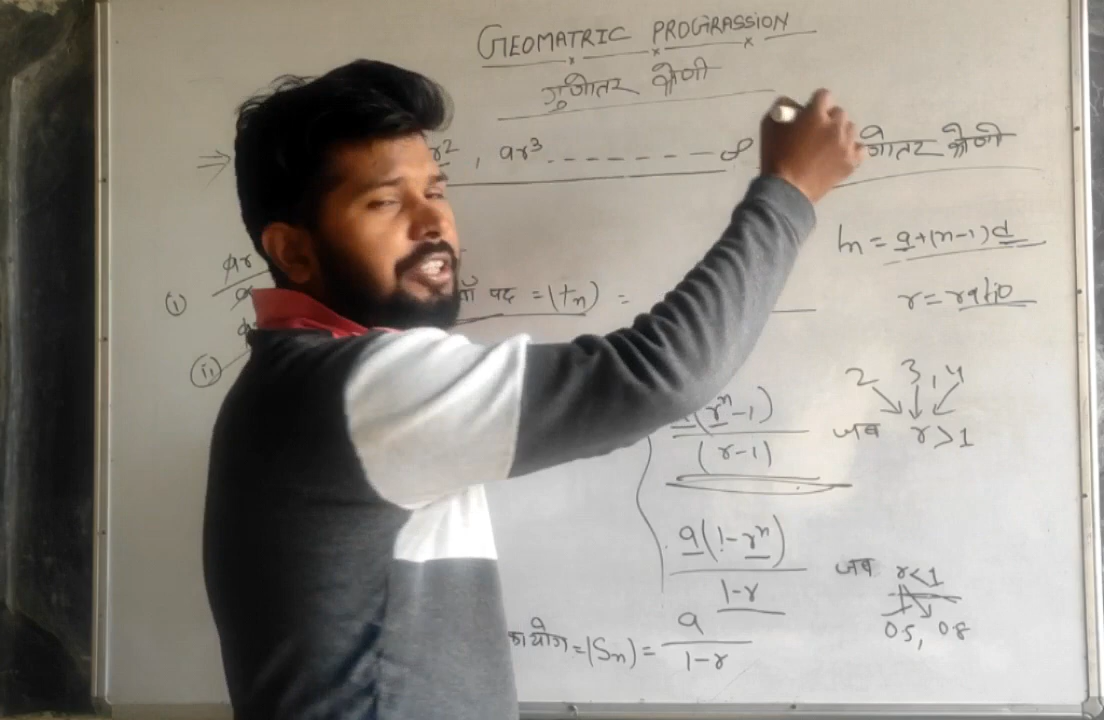 GEOMATRIC PROGRASSION
गुणोतर श्रेणी
⇒ r², ar³ - - - - - - - ∞ णोतर श्रेणी
tn = a+(n-1)d
(i) ar पद = (tn) =
r = ratio
(ii)
2 3, 4
(rⁿ-1) / (r-1) जब r>1
a(1-rⁿ) / 1-r जब r<1
0.5, 0.8
का योग = (Sn) = a / 1-r